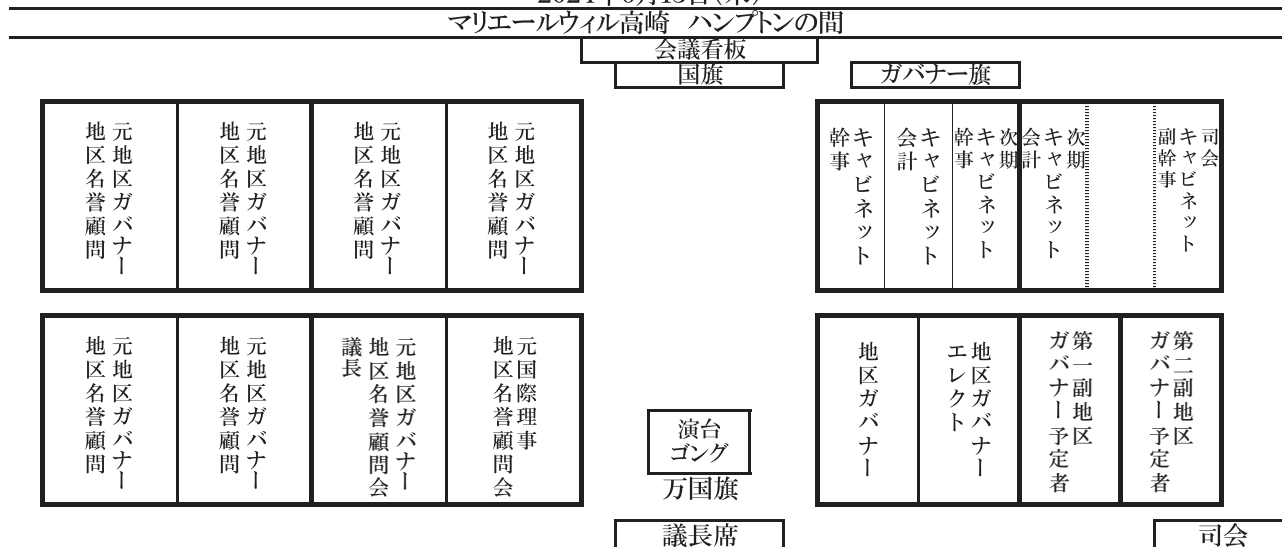 マリエールウィル高崎　ハンプトンの間
会議看板
国旗
ガバナー旗
元地区ガバナー
地区名誉顧問
元地区ガバナー
地区名誉顧問
元地区ガバナー
地区名誉顧問
元地区ガバナー
地区名誉顧問
キャビネット
幹事
キャビネット
会計
次期
キャビネット
幹事
次期
キャビネット
会計
司会
キャビネット
副幹事
元地区ガバナー
地区名誉顧問
元地区ガバナー
地区名誉顧問
元地区ガバナー
地区名誉顧問会
議長
元国際理事
地区名誉顧問会
地区ガバナー
地区ガバナー
エレクト
第一副地区
ガバナー予定者
第二副地区
ガバナー予定者
演台
ゴング
万国旗
議長席
司会